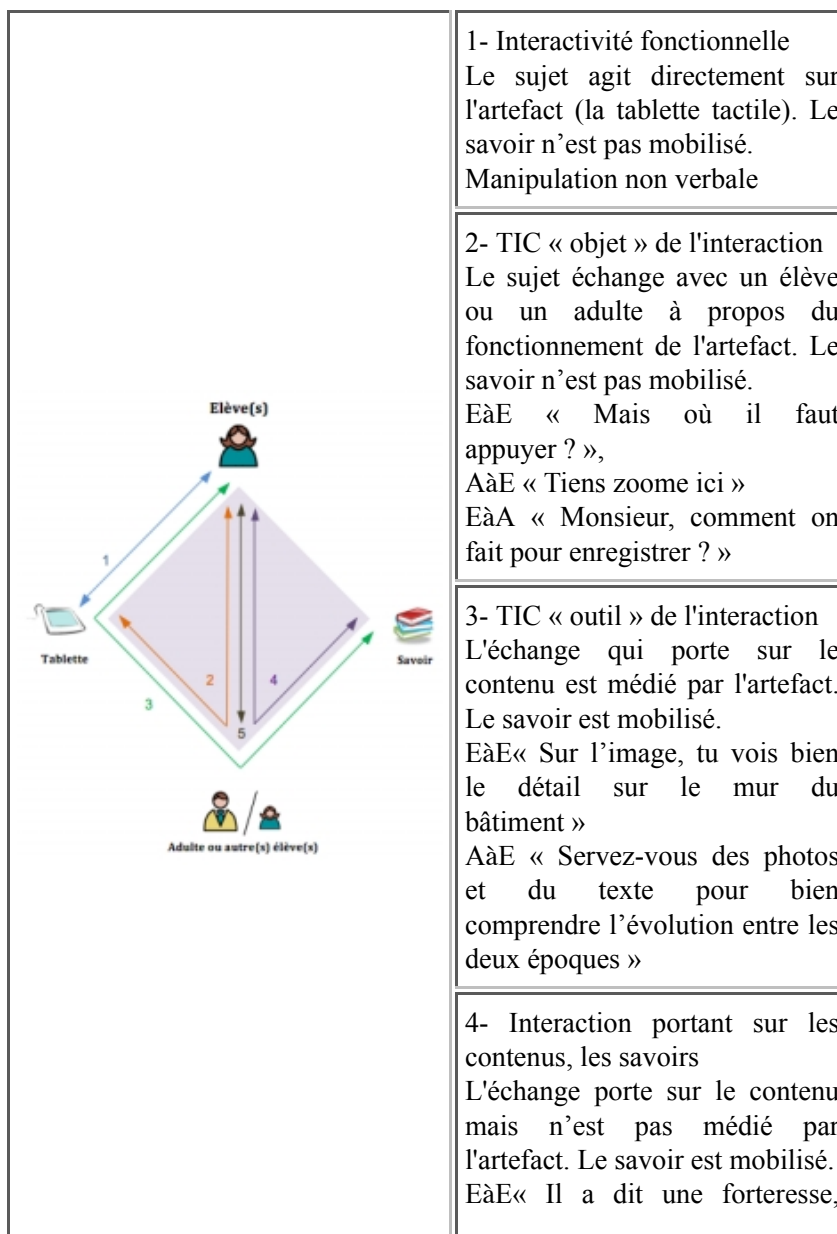 Elève(s)
1
Tablette
Savoir
2
4
3
5
Adulte ou autre(s) élève(s)
1- Interactivité fonctionnelle
Le sujet agit directement sur
l'artefact (la tablette tactile). Le
savoir n’est pas mobilisé.
Manipulation non verbale
2- TIC « objet » de l'interaction
Le sujet échange avec un élève
ou un adulte à propos du
fonctionnement de l'artefact. Le
savoir n’est pas mobilisé.
EàE « Mais où il faut
appuyer ? »,
AàE « Tiens zoome ici »
EàA « Monsieur, comment on
fait pour enregistrer ? »
3- TIC « outil » de l'interaction
L'échange qui porte sur le
contenu est médié par l'artefact.
Le savoir est mobilisé.
EàE« Sur l’image, tu vois bien
le détail sur le mur du
bâtiment »
AàE « Servez-vous des photos
et du texte pour bien
comprendre l’évolution entre les
deux époques »
4- Interaction portant sur les
contenus, les savoirs
L'échange porte sur le contenu
mais n’est pas médié par
l'artefact. Le savoir est mobilisé.
EàE« Il a dit une forteresse,